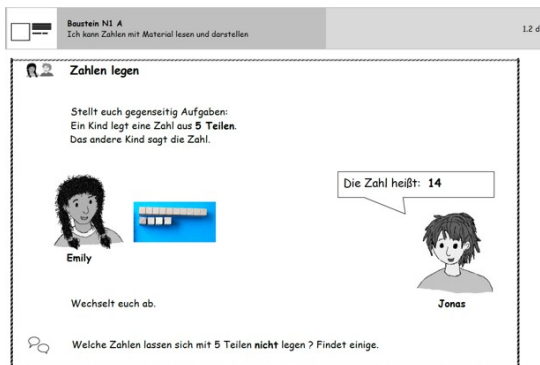 Baustein N1 A
Ich kann Zahlen mit Material lesen und darstellen
1.2 d
Zahlen legen
Stellt euch gegenseitig Aufgaben:
Ein Kind legt eine Zahl aus 5 Teilen.
Das andere Kind sagt die Zahl.
Die Zahl heißt: 14
Emily
Jonas
Wechselt euch ab.
Welche Zahlen lassen sich mit 5 Teilen nicht legen ? Findet einige.